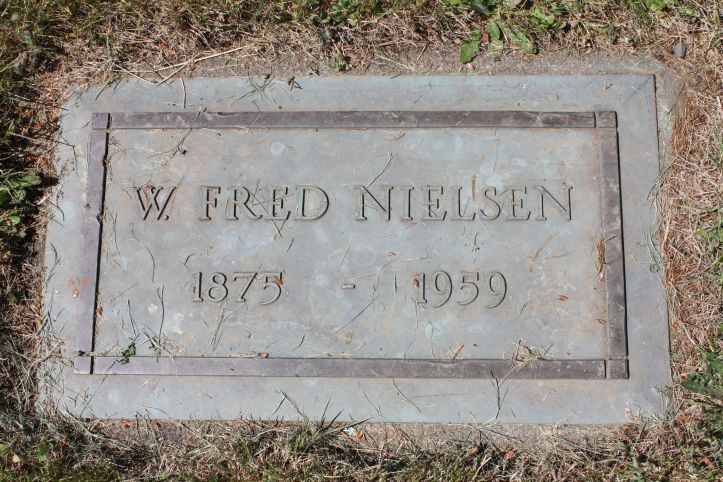 W. FRED NIELSEN
1875 - 1959